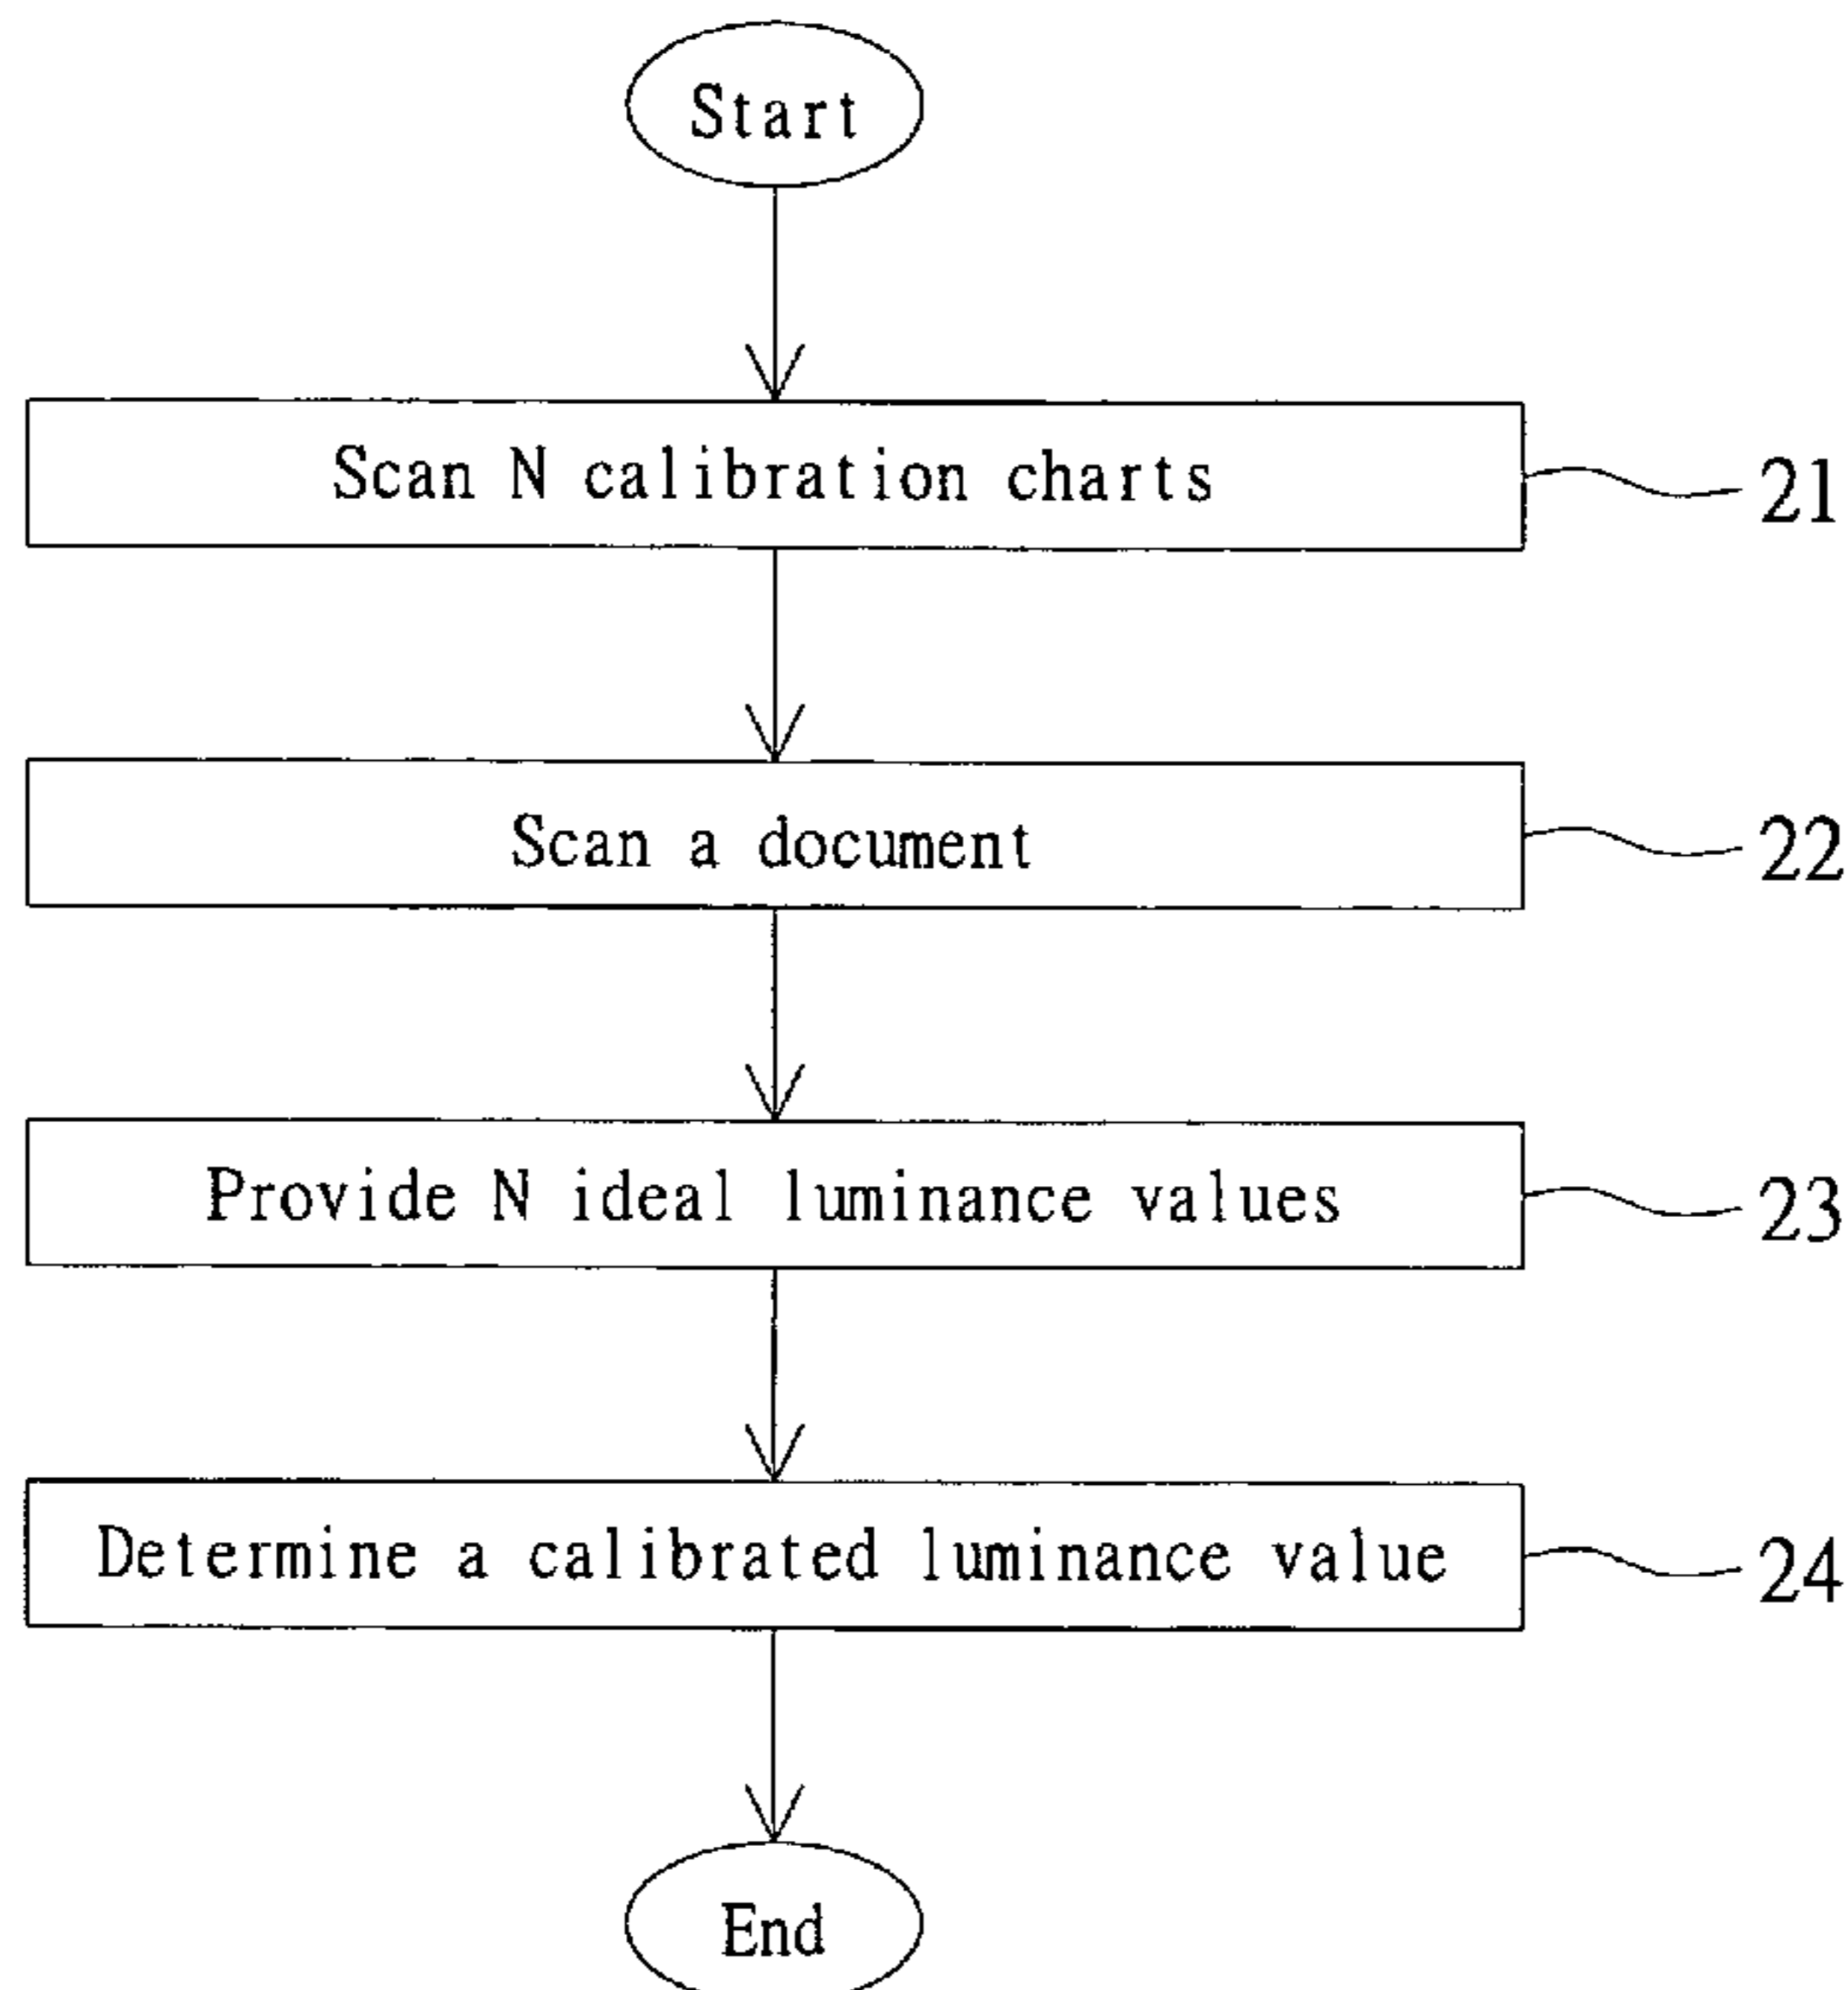 Start
Scan N calibration charts
21
Scan a document
22
Provide N ideal luminance values
23
Determine a calibrated luminance value
24
End